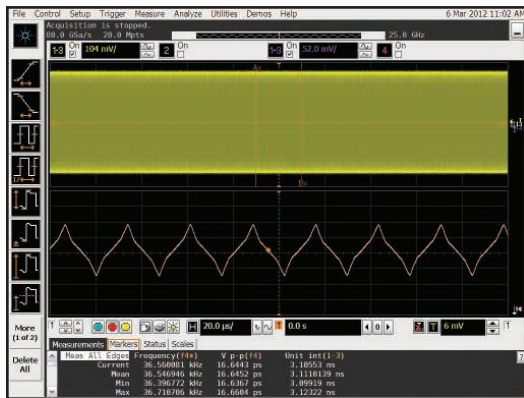 File Control Setup Trigger Measure Analyze Utilities Demos Help 6 Mar 2012 11:02 AM
Acquisition is stopped.
80.0 GSa/s 20.0 Mpts 25.0 GHz
1-3 On 104 mV/ 2 On 1-3 On 52.0 mV/ 4 On
Ax
Bx
More
(1 of 2)
Delete
All
H 20.0 µs/ 0.0 s 0 T 6 mV
Measurements Markers Status Scales
Meas All Edges Frequency(f4*) V p-p(f4) Unit int(1-3)
Current 36.560081 kHz 16.6443 ps 3.10553 ns
Mean 36.546946 kHz 16.6452 ps 3.1110139 ns
Min 36.396772 kHz 16.6367 ps 3.09919 ns
Max 36.710706 kHz 16.6604 ps 3.12322 ns